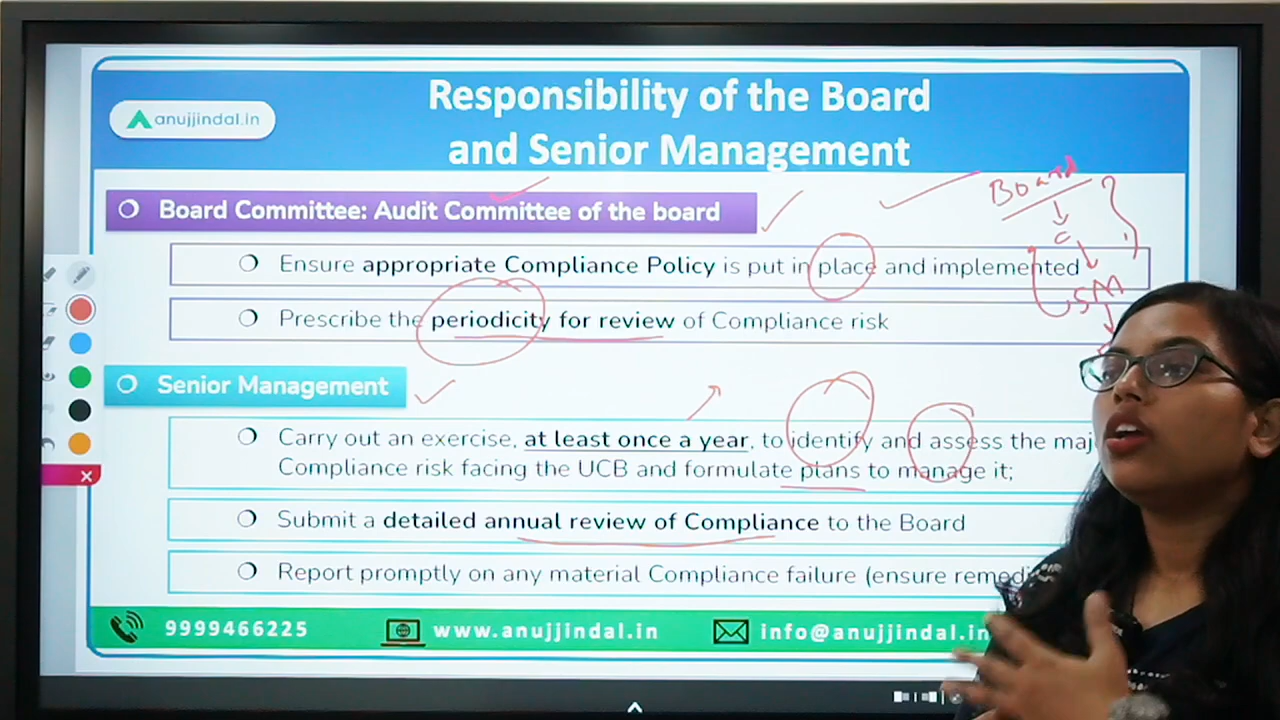 Responsibility of the Board
and Senior Management
anujjindal.in
Board
Board Committee: Audit Committee of the board
C
Ensure appropriate Compliance Policy is put in place and implemented
SM
Prescribe the periodicity for review of Compliance risk
Senior Management
Carry out an exercise, at least once a year, to identify and assess the
Compliance risk facing the UCB and formulate plans to manage it;
Submit a detailed annual review of Compliance to the Board
Report promptly on any material Compliance failure (ensure
9999466225
www.anujjindal.in
info@anujjindal.in